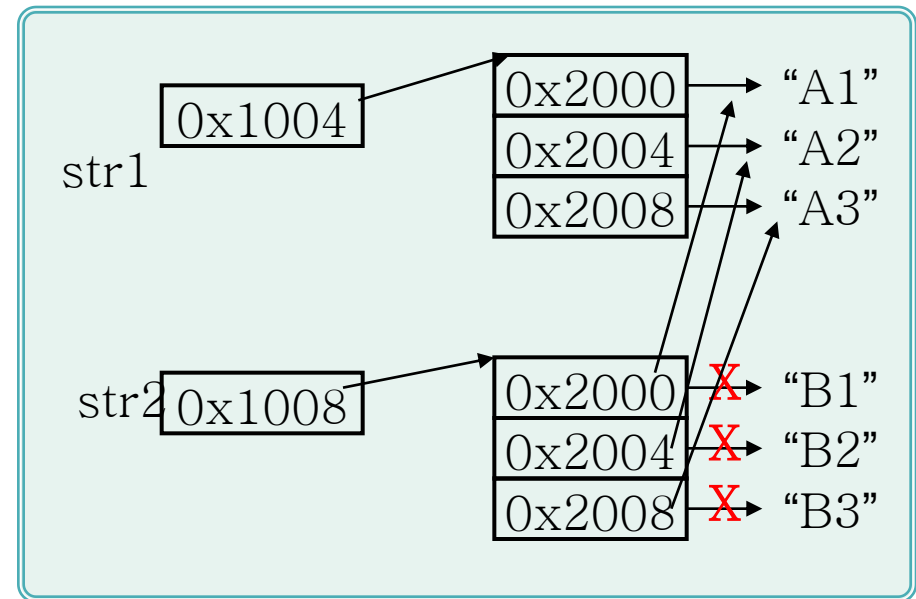 0x2000 “A1”
0x1004
0x2004 “A2”
str1
0x2008 “A3”
0x2000 X “B1”
str2 0x1008
0x2004 X “B2”
0x2008 X “B3”